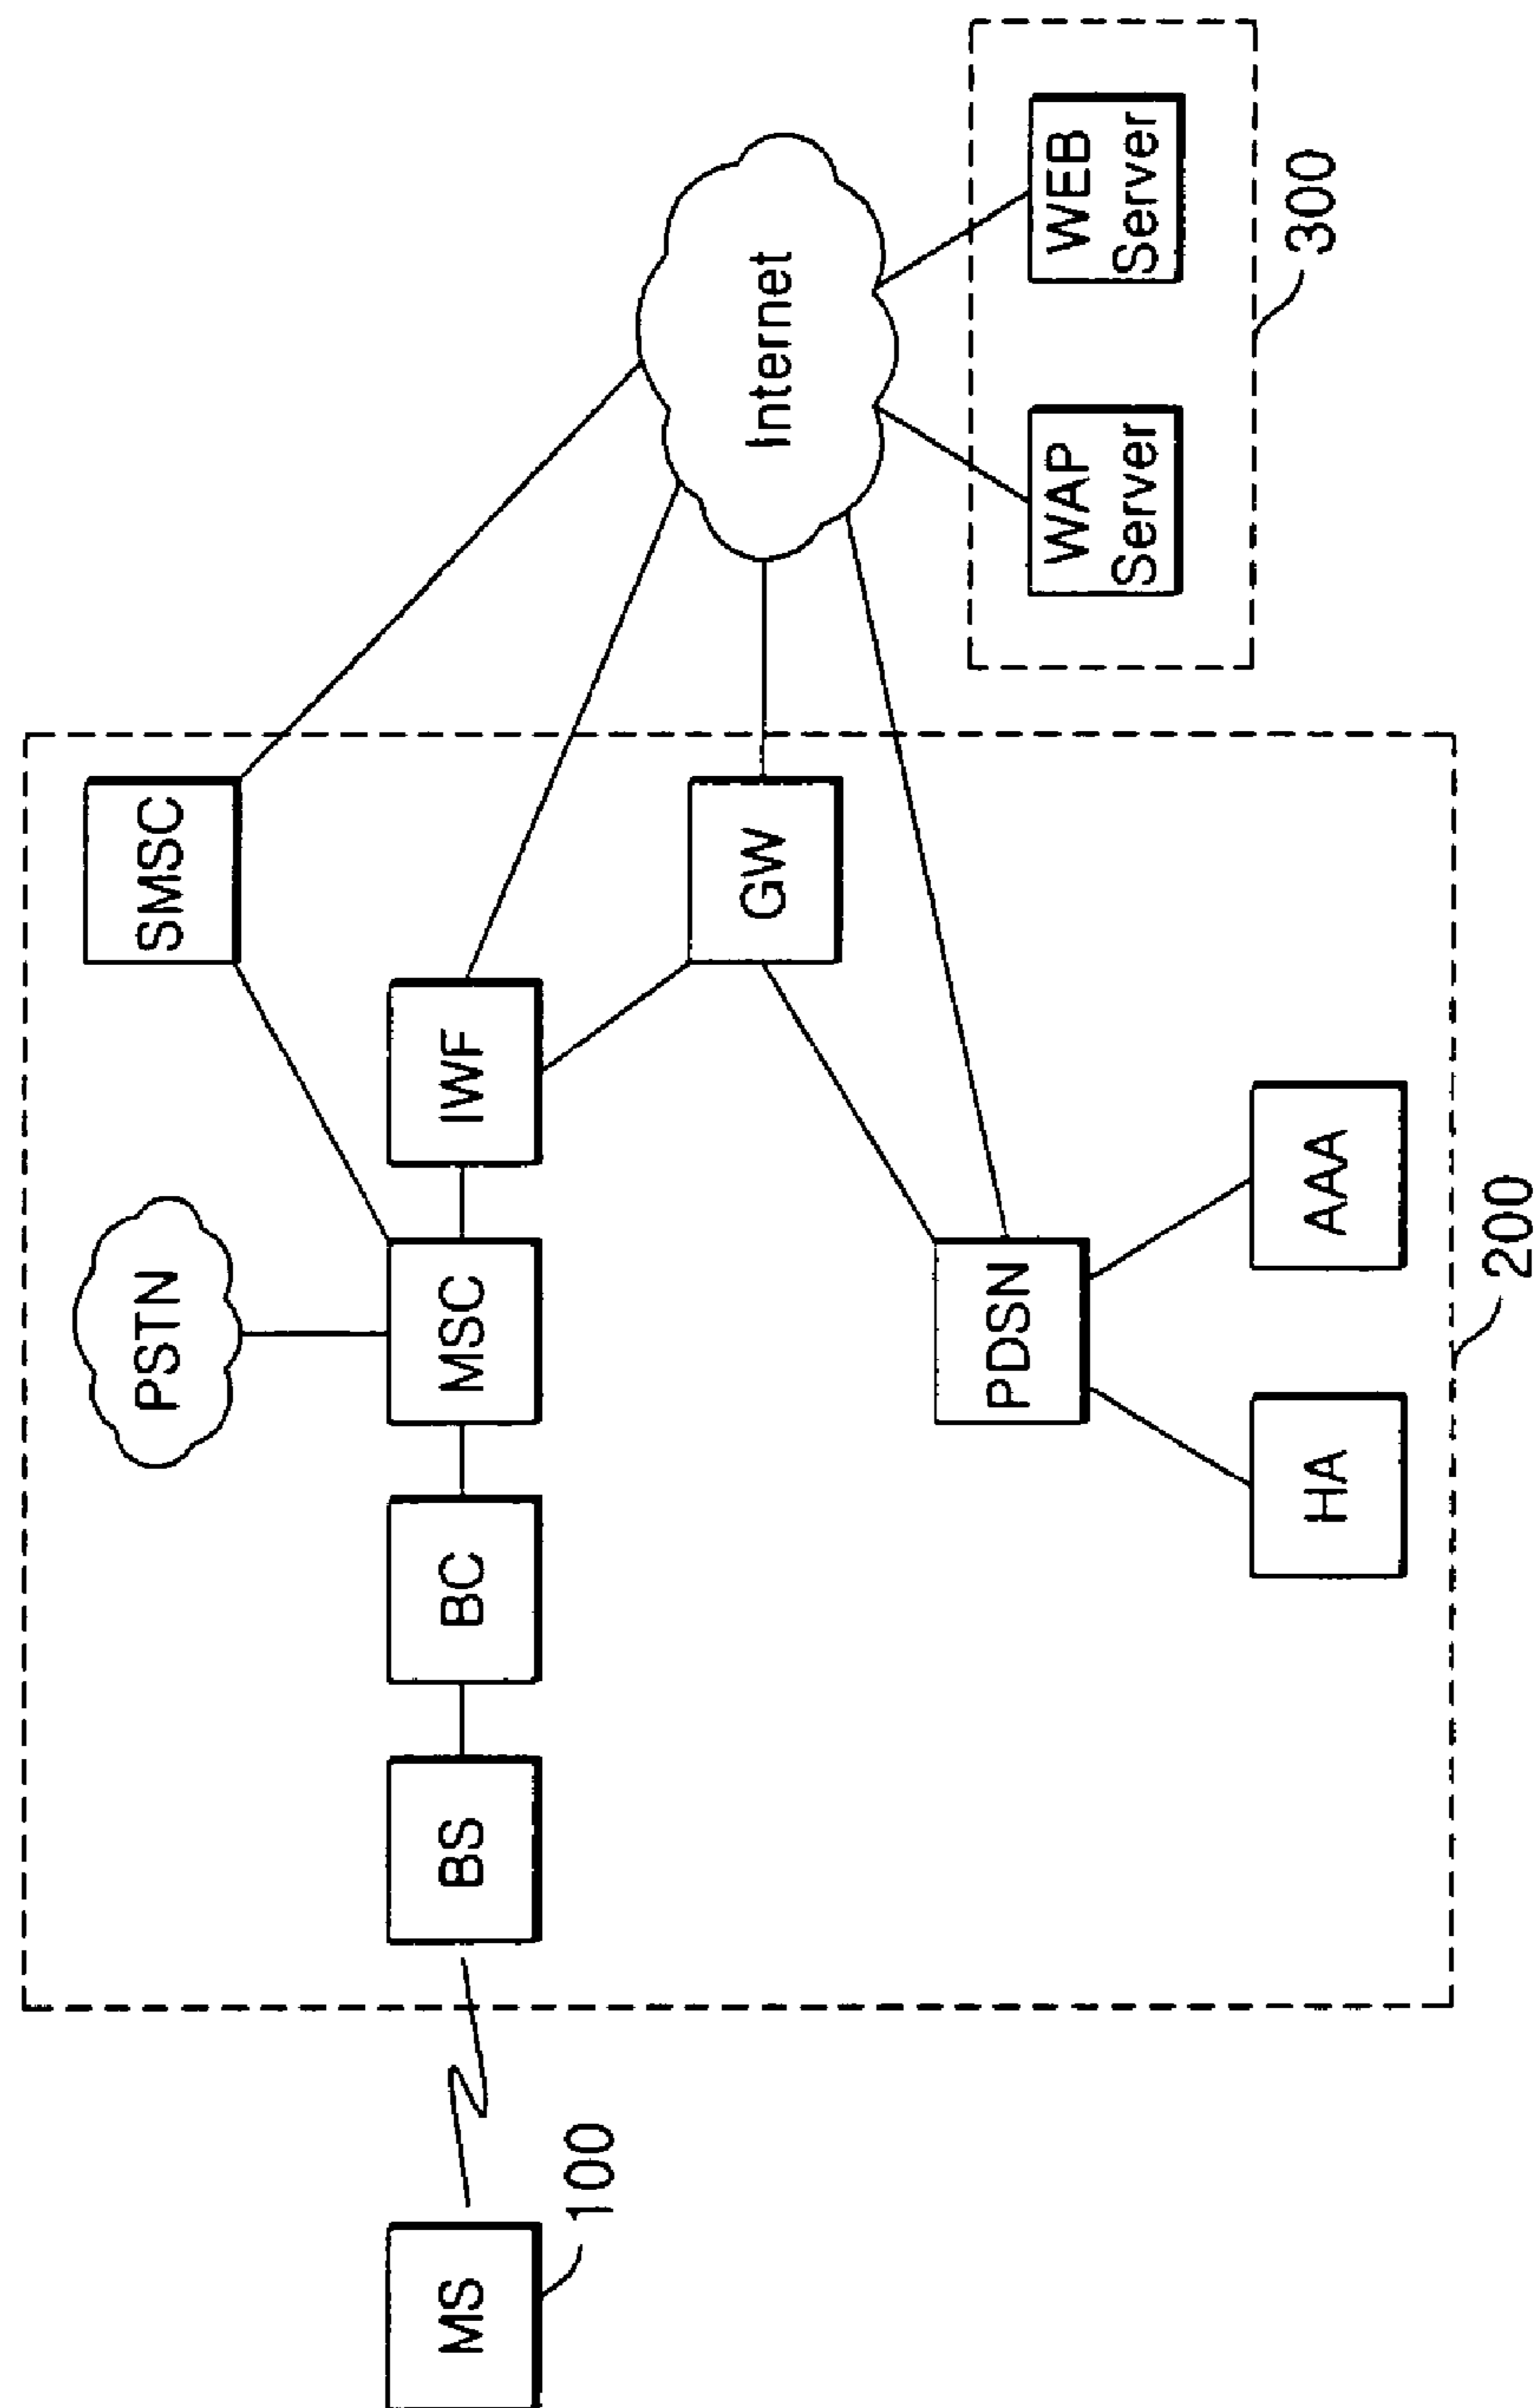 MS
100
BS
BC
MSC
PSTN
SMSC
IWF
GW
PDSN
HA
AAA
200
Internet
WAP
Server
WEB
Server
300